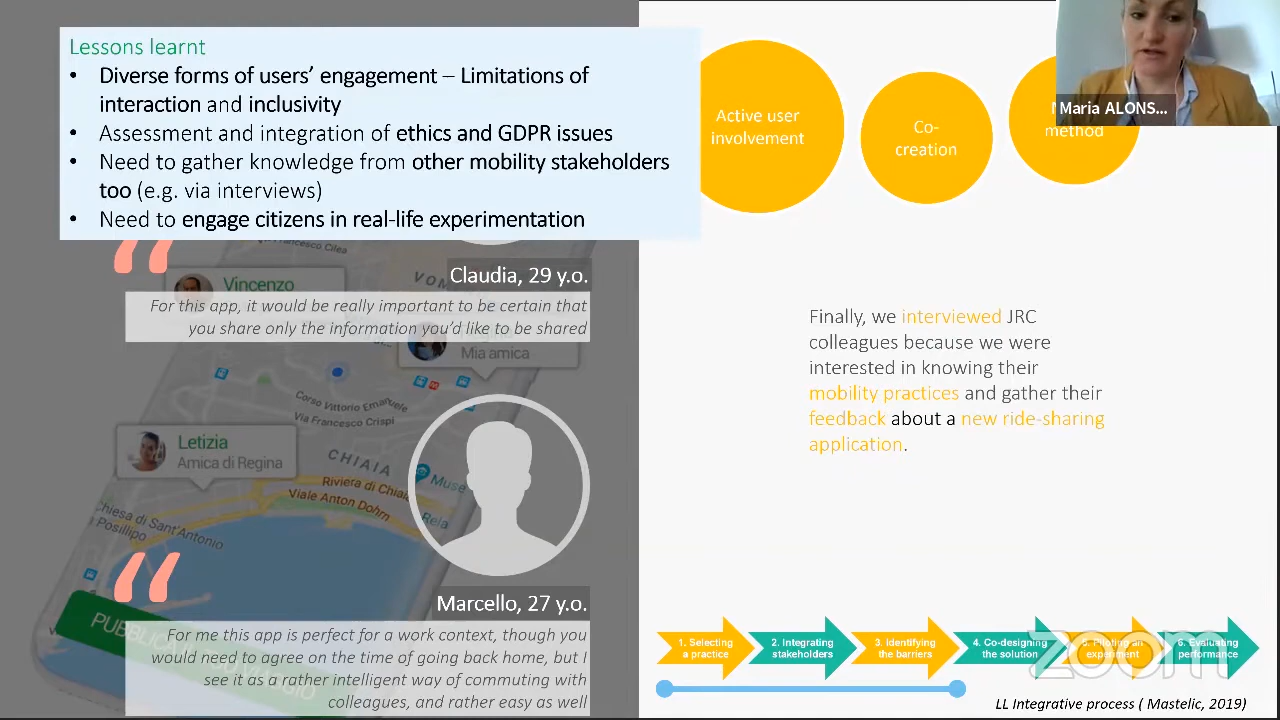 Lessons learnt
• Diverse forms of users’ engagement – Limitations of
interaction and inclusivity
• Assessment and integration of ethics and GDPR issues
• Need to gather knowledge from other mobility stakeholders
too (e.g. via interviews)
• Need to engage citizens in real-life experimentation
Active user
involvement
Co-
creation
method
Maria ALONS...
Claudia, 29 y.o.
For this app, it would be really important to be certain that
you share only the information you’d like to be shared
Vincenzo
Mia amica
Corso Vittorio Emanuele
Via Francesco Crispi
Letizia
Amica di Regina
CHIAIA
Riviera di Chiaia
Viale Anton Dohrn
Chiesa di Sant'Antonio
a Posillipo
Muse
Marcello, 27 y.o.
For me this app is perfect for a work context, though you
would need to agree on the time of going back home, but I
see it as a rather intelligent way of commuting with
colleagues, and rather easy as well
Finally, we interviewed JRC
colleagues because we were
interested in knowing their
mobility practices and gather their
feedback about a new ride-sharing
application.
1. Selecting
a practice
2. Integrating
stakeholders
3. Identifying
the barriers
4. Co-designing
the solution
5. Piloting an
experiment
6. Evaluating
performance
zoom
LL Integrative process ( Mastelic, 2019)